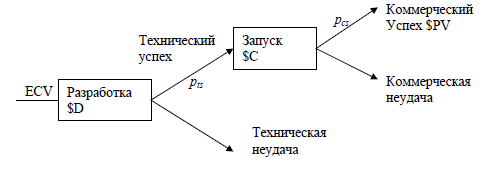 Коммерческий
Успех $PV
p_cs
Запуск
$C
Технический
успех
Коммерческая
неудача
p_ts
ECV
Разработка
$D
Техническая
неудача